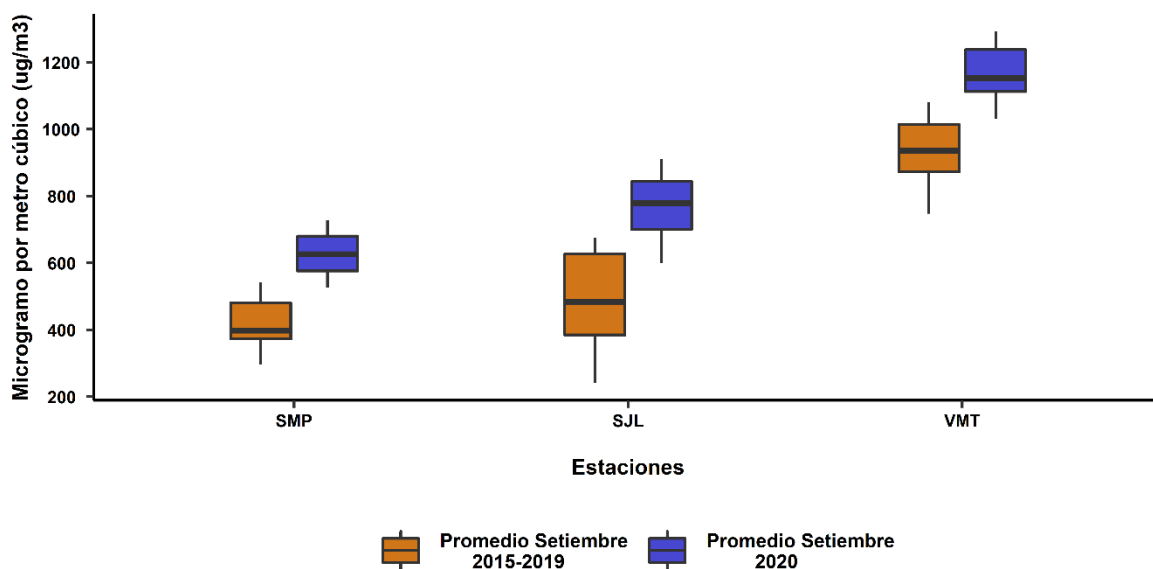 Microgramo por metro cúbico (ug/m3)
1200
1000
800
600
400
200
SMP SJL VMT
Estaciones
Promedio Setiembre
2015-2019
Promedio Setiembre
2020